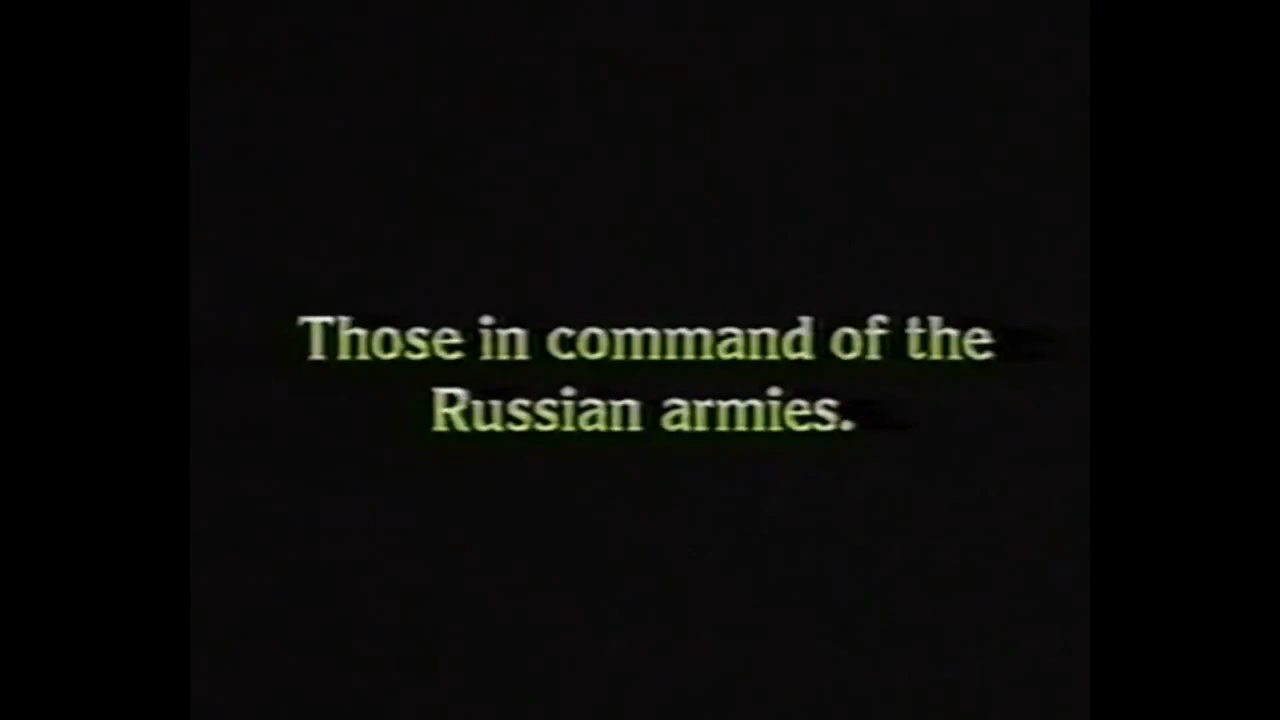 Those in command of the
Russian armies.